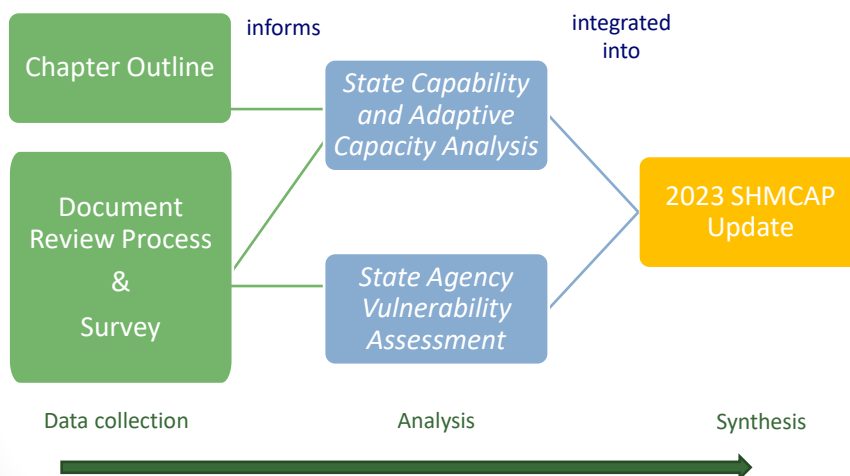 informs
integrated
into
Chapter Outline
State Capability
and Adaptive
Capacity Analysis
Document
Review Process
&
Survey
2023 SHMCAP
Update
State Agency
Vulnerability
Assessment
Data collection
Analysis
Synthesis